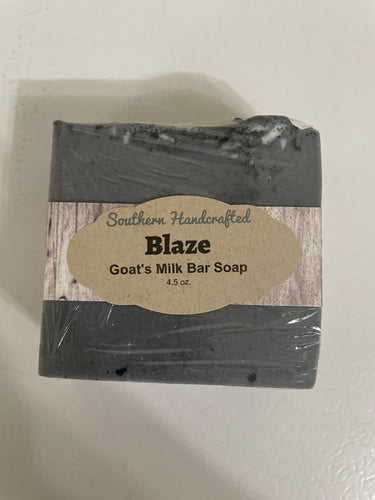 Southern Handcrafted
Blaze
Goat's Milk Bar Soap
4.5 oz.